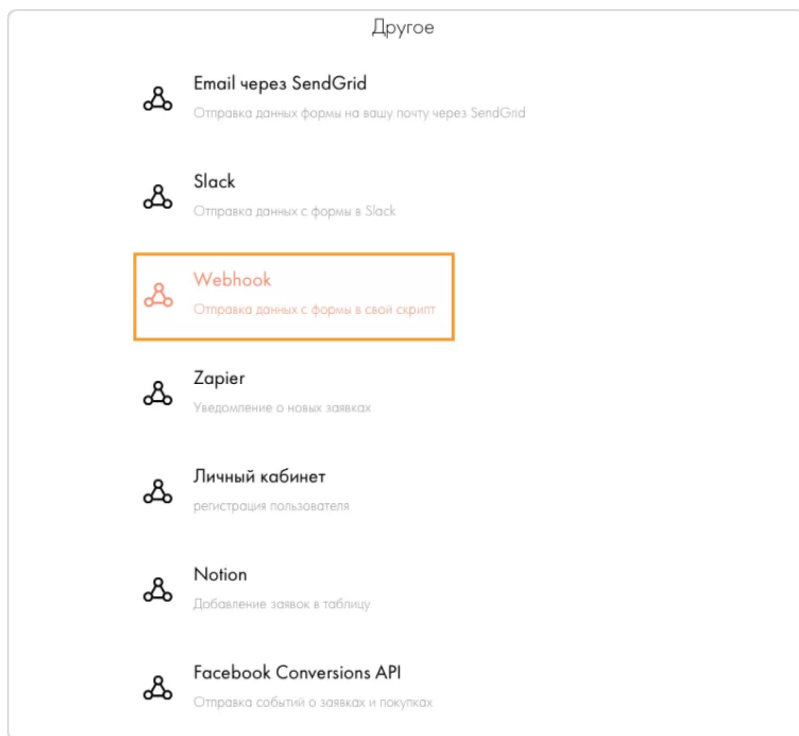 Другое
Email через SendGrid
Отправка данных формы на вашу почту через SendGrid
Slack
Отправка данных с формы в Slack
Webhook
Отправка данных с формы в свой скрипт
Zapier
Уведомление о новых заявках
Личный кабинет
регистрация пользователя
Notion
Добавление заявок в таблицу
Facebook Conversions API
Отправка событий о заявках и покупках